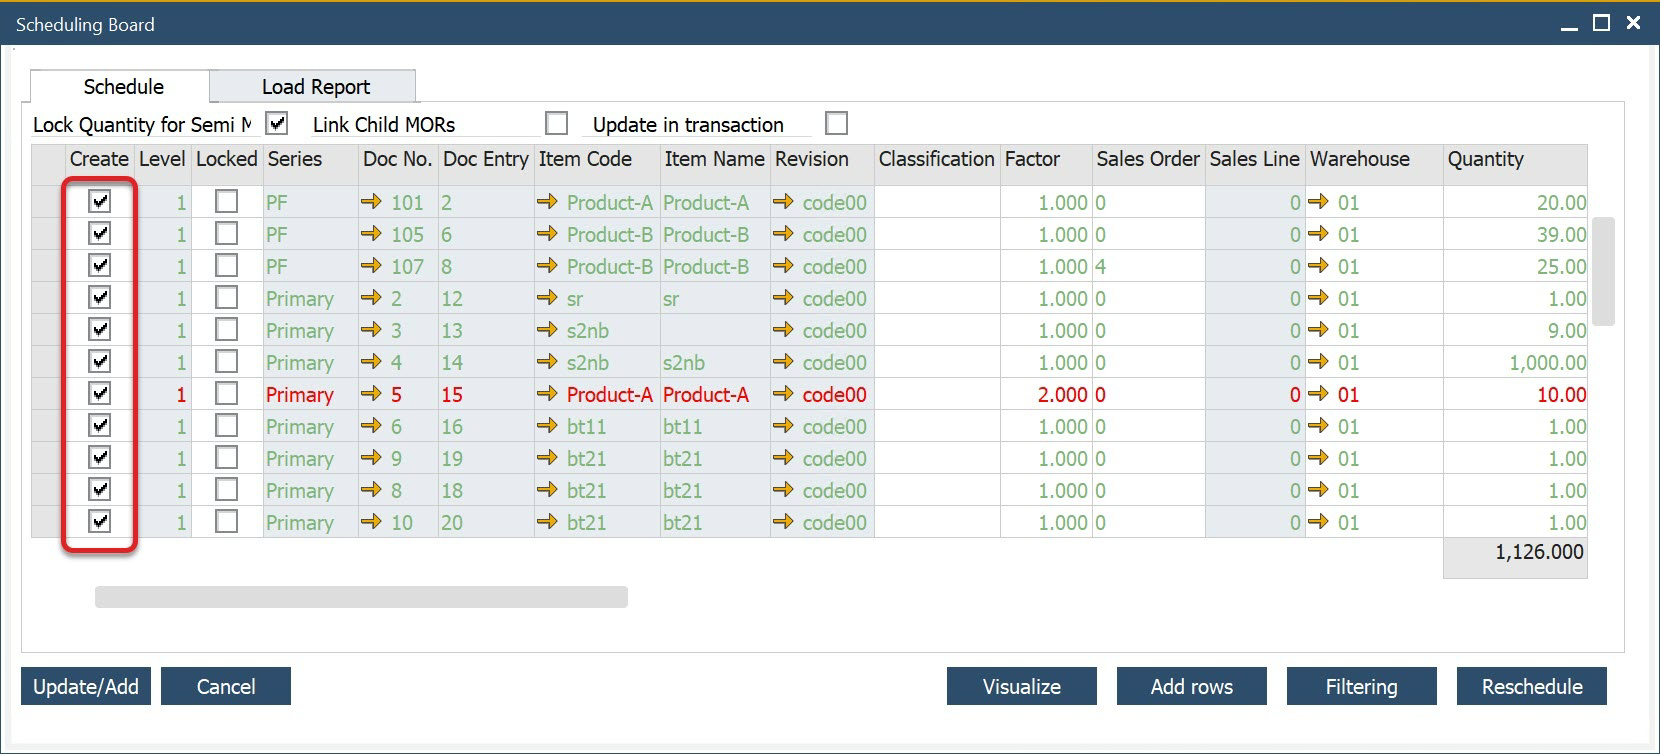 Scheduling Board
Schedule Load Report
Lock Quantity for Semi Link Child MORs Update in transaction
Create Level Locked Series Doc No. Doc Entry Item Code Item Name Revision Classification Factor Sales Order Sales Line Warehouse Quantity
1 PF 101 2 Product-A Product-A code00 1.000 0 0 01 20.00
1 PF 105 6 Product-B Product-B code00 1.000 0 0 01 39.00
1 PF 107 8 Product-B Product-B code00 1.000 4 0 01 25.00
1 Primary 2 12 sr sr code00 1.000 0 0 01 1.00
1 Primary 3 13 s2nb code00 1.000 0 0 01 9.00
1 Primary 4 14 s2nb s2nb code00 1.000 0 0 01 1,000.00
1 Primary 5 15 Product-A Product-A code00 2.000 0 0 01 10.00
1 Primary 6 16 bt11 bt11 code00 1.000 0 0 01 1.00
1 Primary 9 19 bt21 bt21 code00 1.000 0 0 01 1.00
1 Primary 8 18 bt21 bt21 code00 1.000 0 0 01 1.00
1 Primary 10 20 bt21 bt21 code00 1.000 0 0 01 1.00
1,126.000
Update/Add Cancel Visualize Add rows Filtering Reschedule